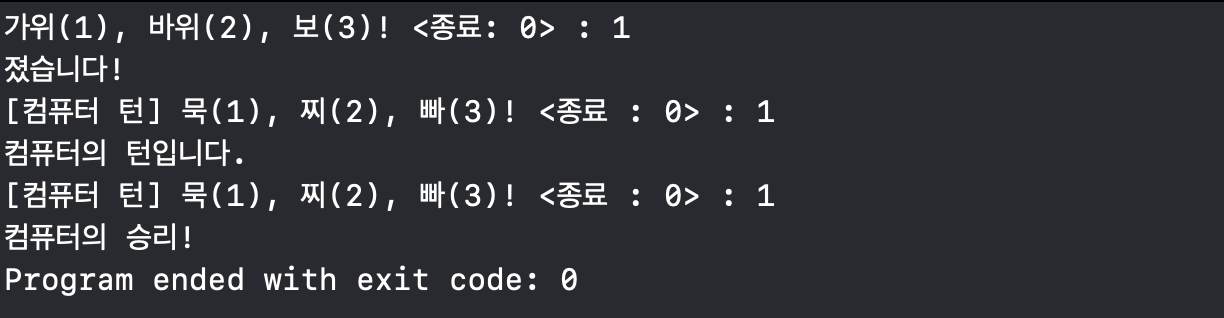 가위(1), 바위(2), 보(3)! <종료: 0> : 1
졌습니다!
[컴퓨터 턴] 묵(1), 찌(2), 빠(3)! <종료 : 0> : 1
컴퓨터의 턴입니다.
[컴퓨터 턴] 묵(1), 찌(2), 빠(3)! <종료 : 0> : 1
컴퓨터의 승리!
Program ended with exit code: 0